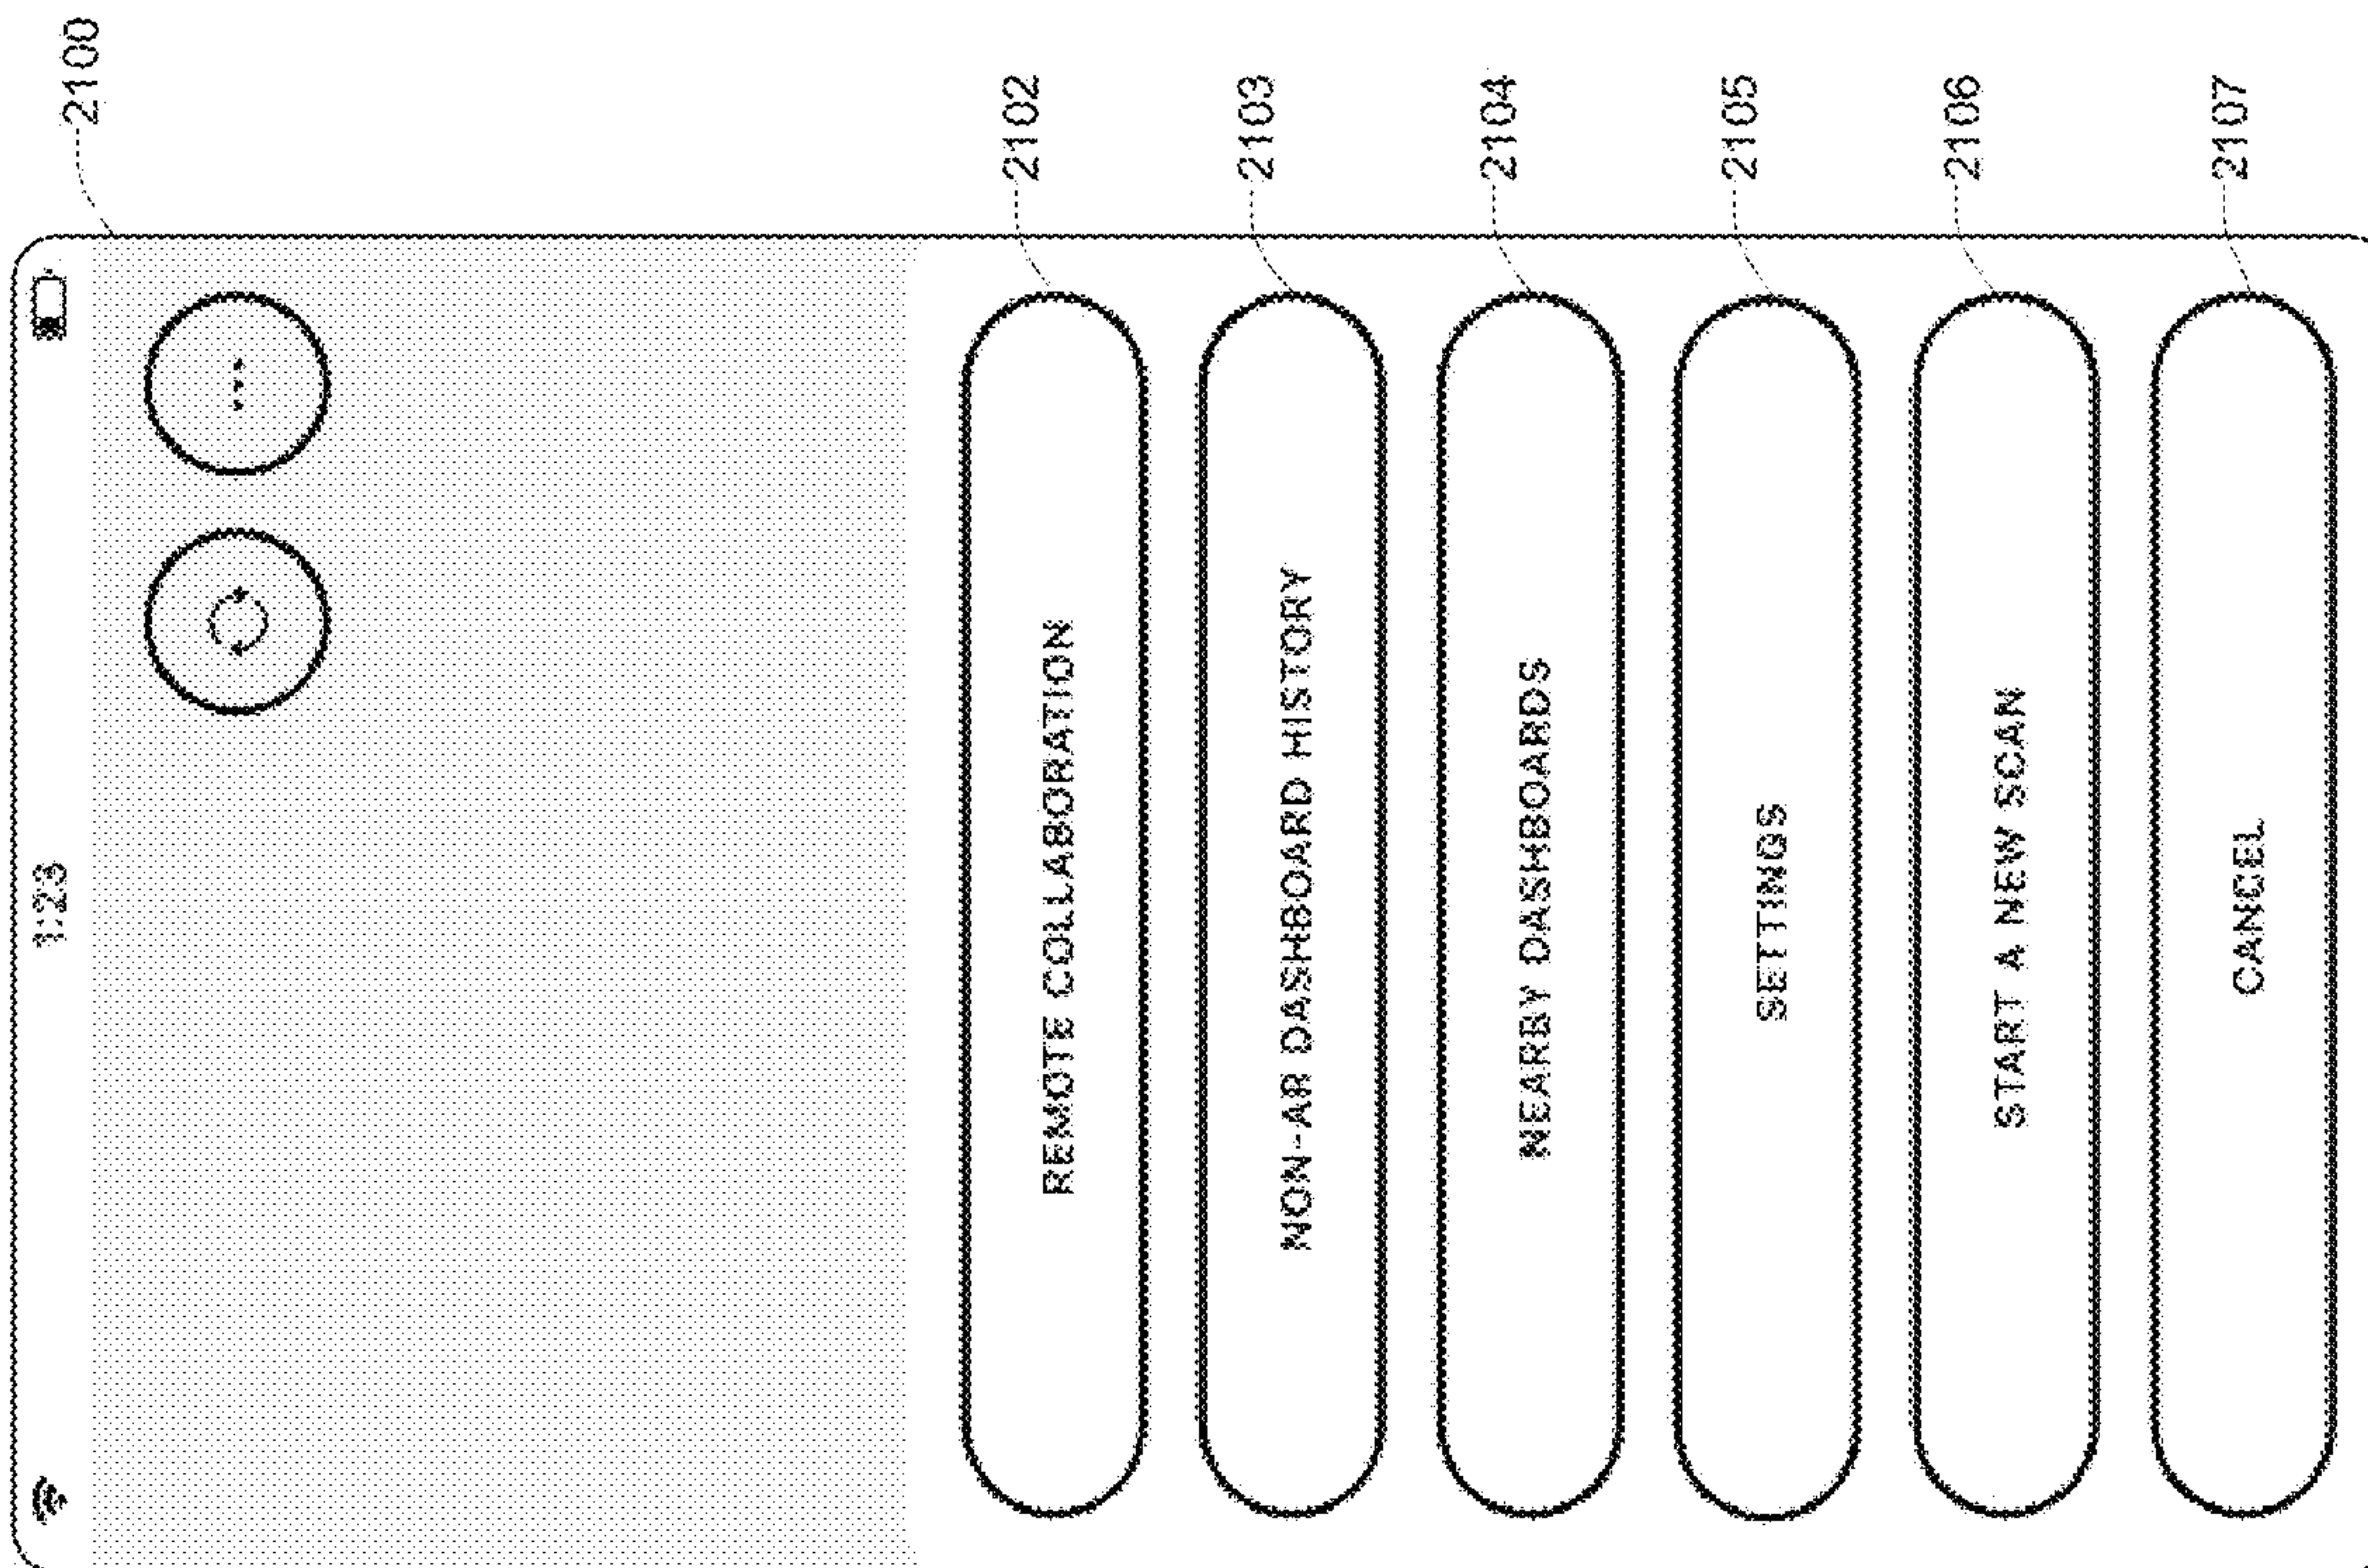 1:23
2100
REMOTE COLLABORATION
2102
NON-AR DASHBOARD HISTORY
2103
NEARBY DASHBOARDS
2104
SETTINGS
2105
START A NEW SCAN
2106
CANCEL
2107